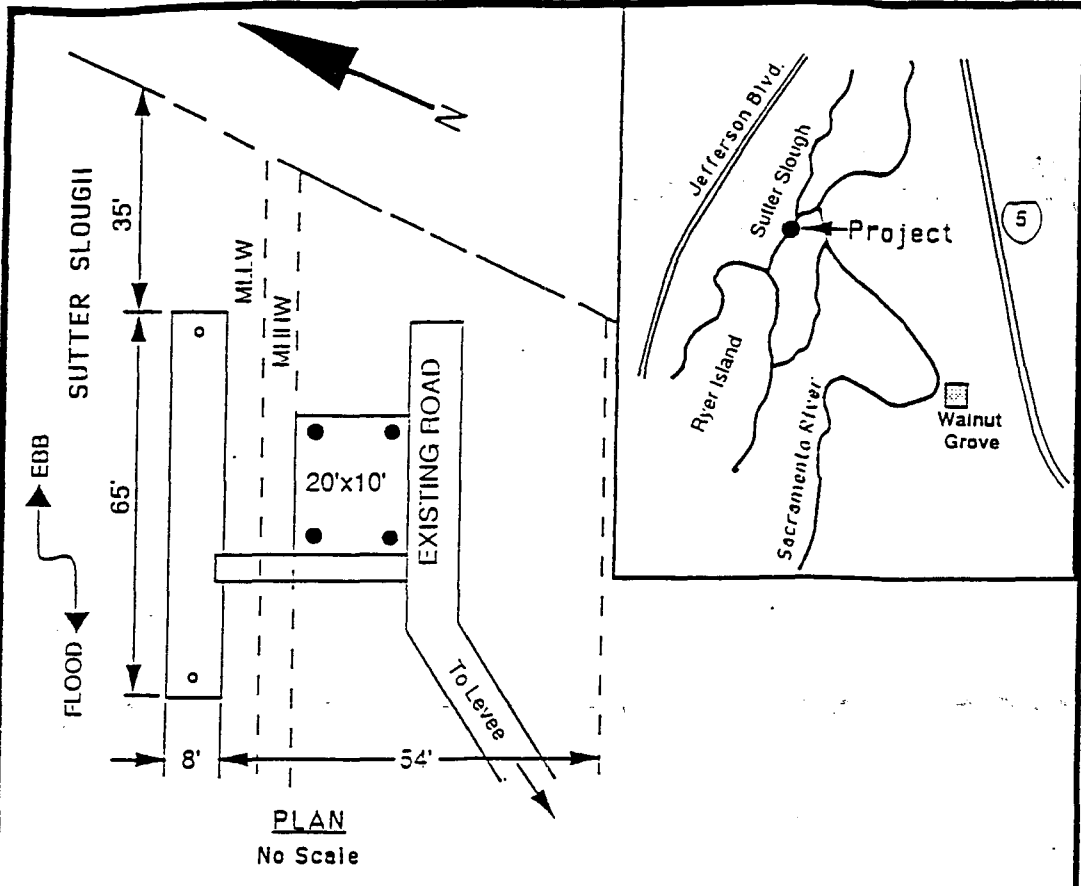 N
SUTTER SLOUGH
35'
65'
EBB
FLOOD
MLLW
MHHW
20'x10'
EXISTING ROAD
To Levee
8'
54'
PLAN
No Scale
Jefferson Blvd.
Sutter Slough
Project
5
Ryer Island
Sacramento River
Walnut
Grove